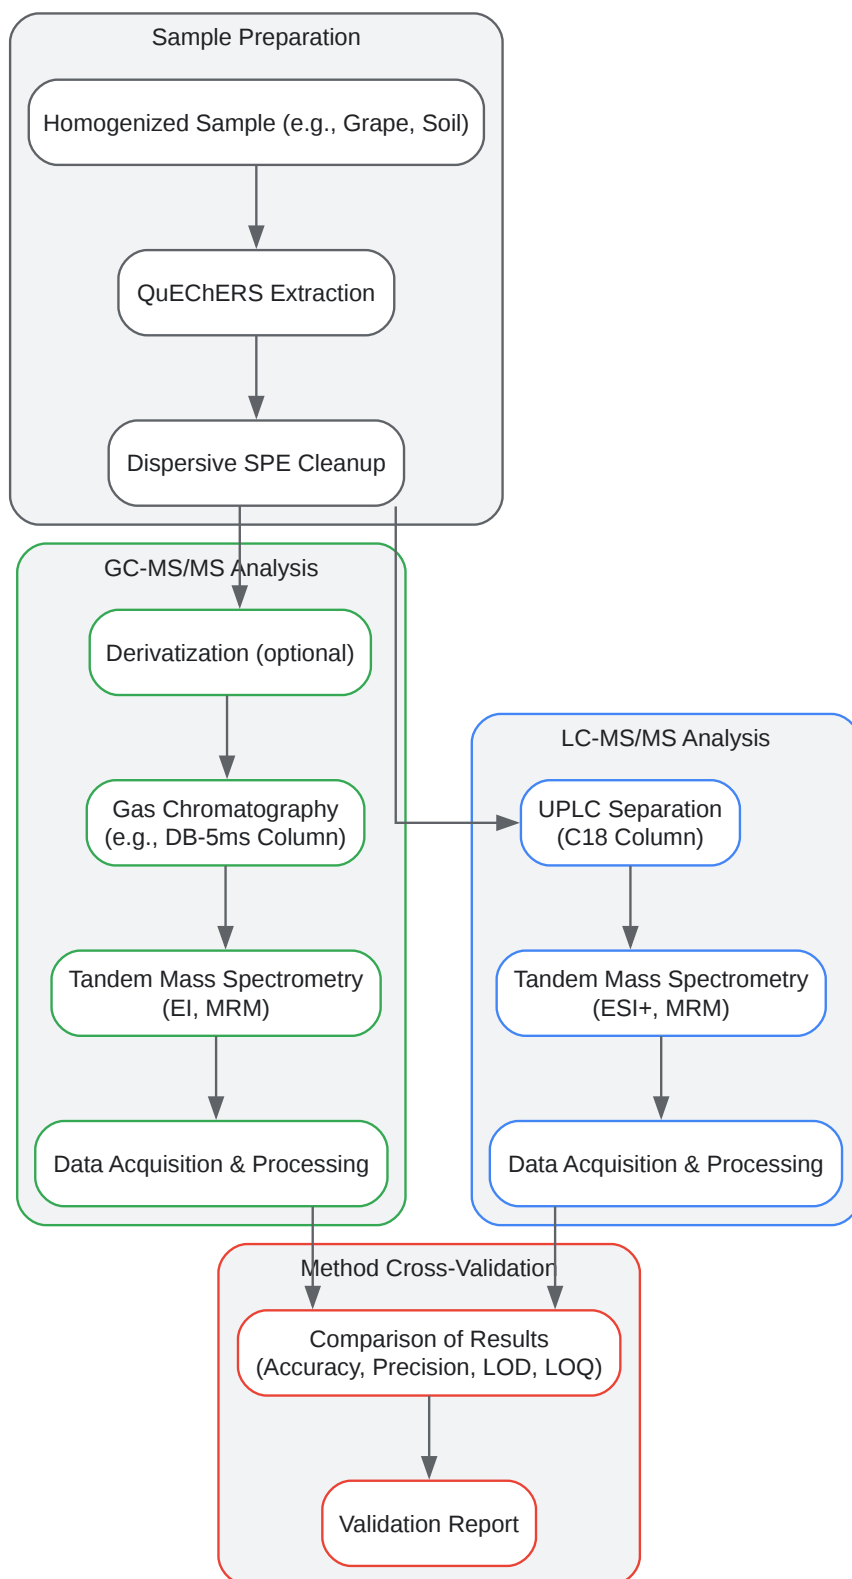 Sample Preparation
Homogenized Sample (e.g., Grape, Soil)
QuEChERS Extraction
Dispersive SPE Cleanup
GC-MS/MS Analysis
Derivatization (optional)
Gas Chromatography
(e.g., DB-5ms Column)
Tandem Mass Spectrometry
(EI, MRM)
Data Acquisition & Processing
LC-MS/MS Analysis
UPLC Separation
(C18 Column)
Tandem Mass Spectrometry
(ESI+, MRM)
Data Acquisition & Processing
Method Cross-Validation
Comparison of Results
(Accuracy, Precision, LOD, LOQ)
Validation Report